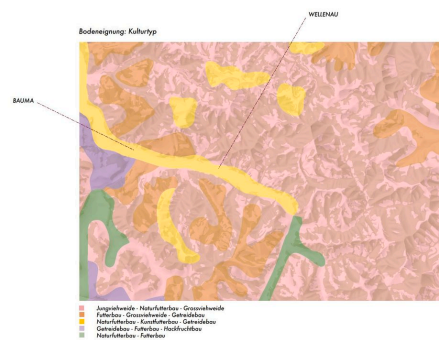 WELLENAU
Bodeneignung: Kulturtyp
BAUMA
Jungviehweide - Naturfutterbau - Grossviehweide
Futterbau - Grossviehweide - Getreidebau
Naturfutterbau - Kunstfutterbau - Getreidebau
Getreidebau - Futterbau - Hackfruchtbau
Naturfutterbau - Futterbau